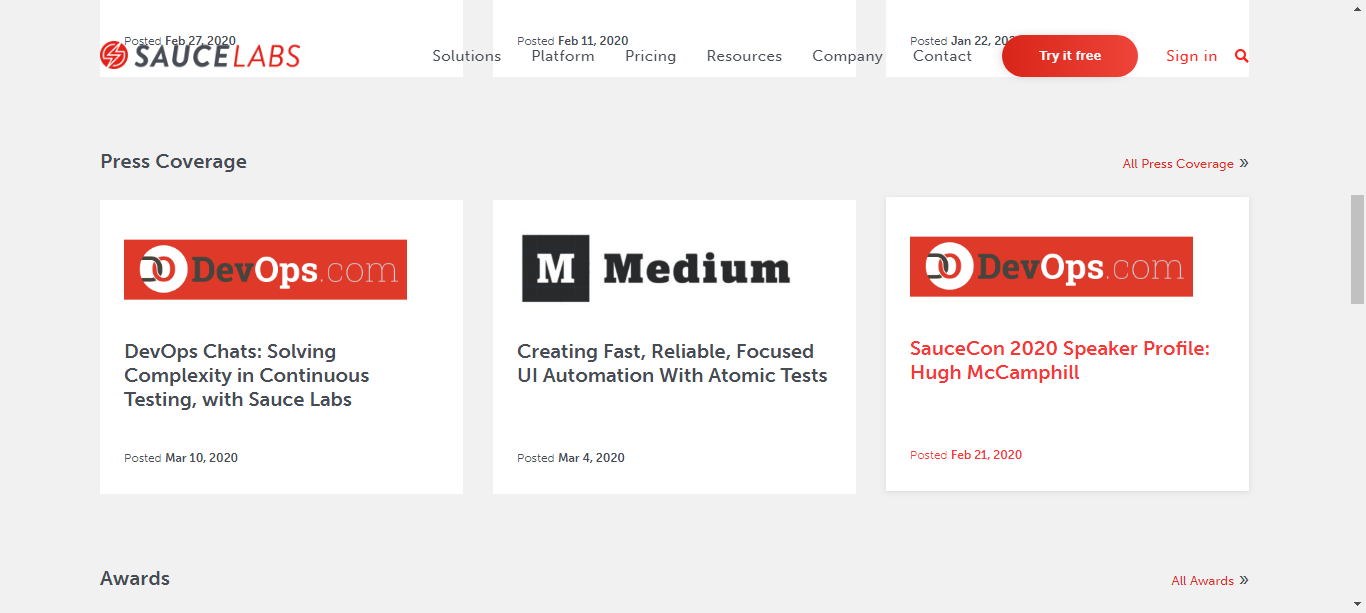 Posted Feb 27, 2020
Posted Feb 11, 2020
Posted Jan 22,
SAUCE LABS
Solutions
Platform
Pricing
Resources
Company
Contact
Try it free
Sign in
Press Coverage
All Press Coverage »
DevOps.com
M Medium
DevOps.com
DevOps Chats: Solving
Complexity in Continuous
Testing, with Sauce Labs
Posted Mar 10, 2020
Creating Fast, Reliable, Focused
UI Automation With Atomic Tests
Posted Mar 4, 2020
SauceCon 2020 Speaker Profile:
Hugh McCamphill
Posted Feb 21, 2020
Awards
All Awards »